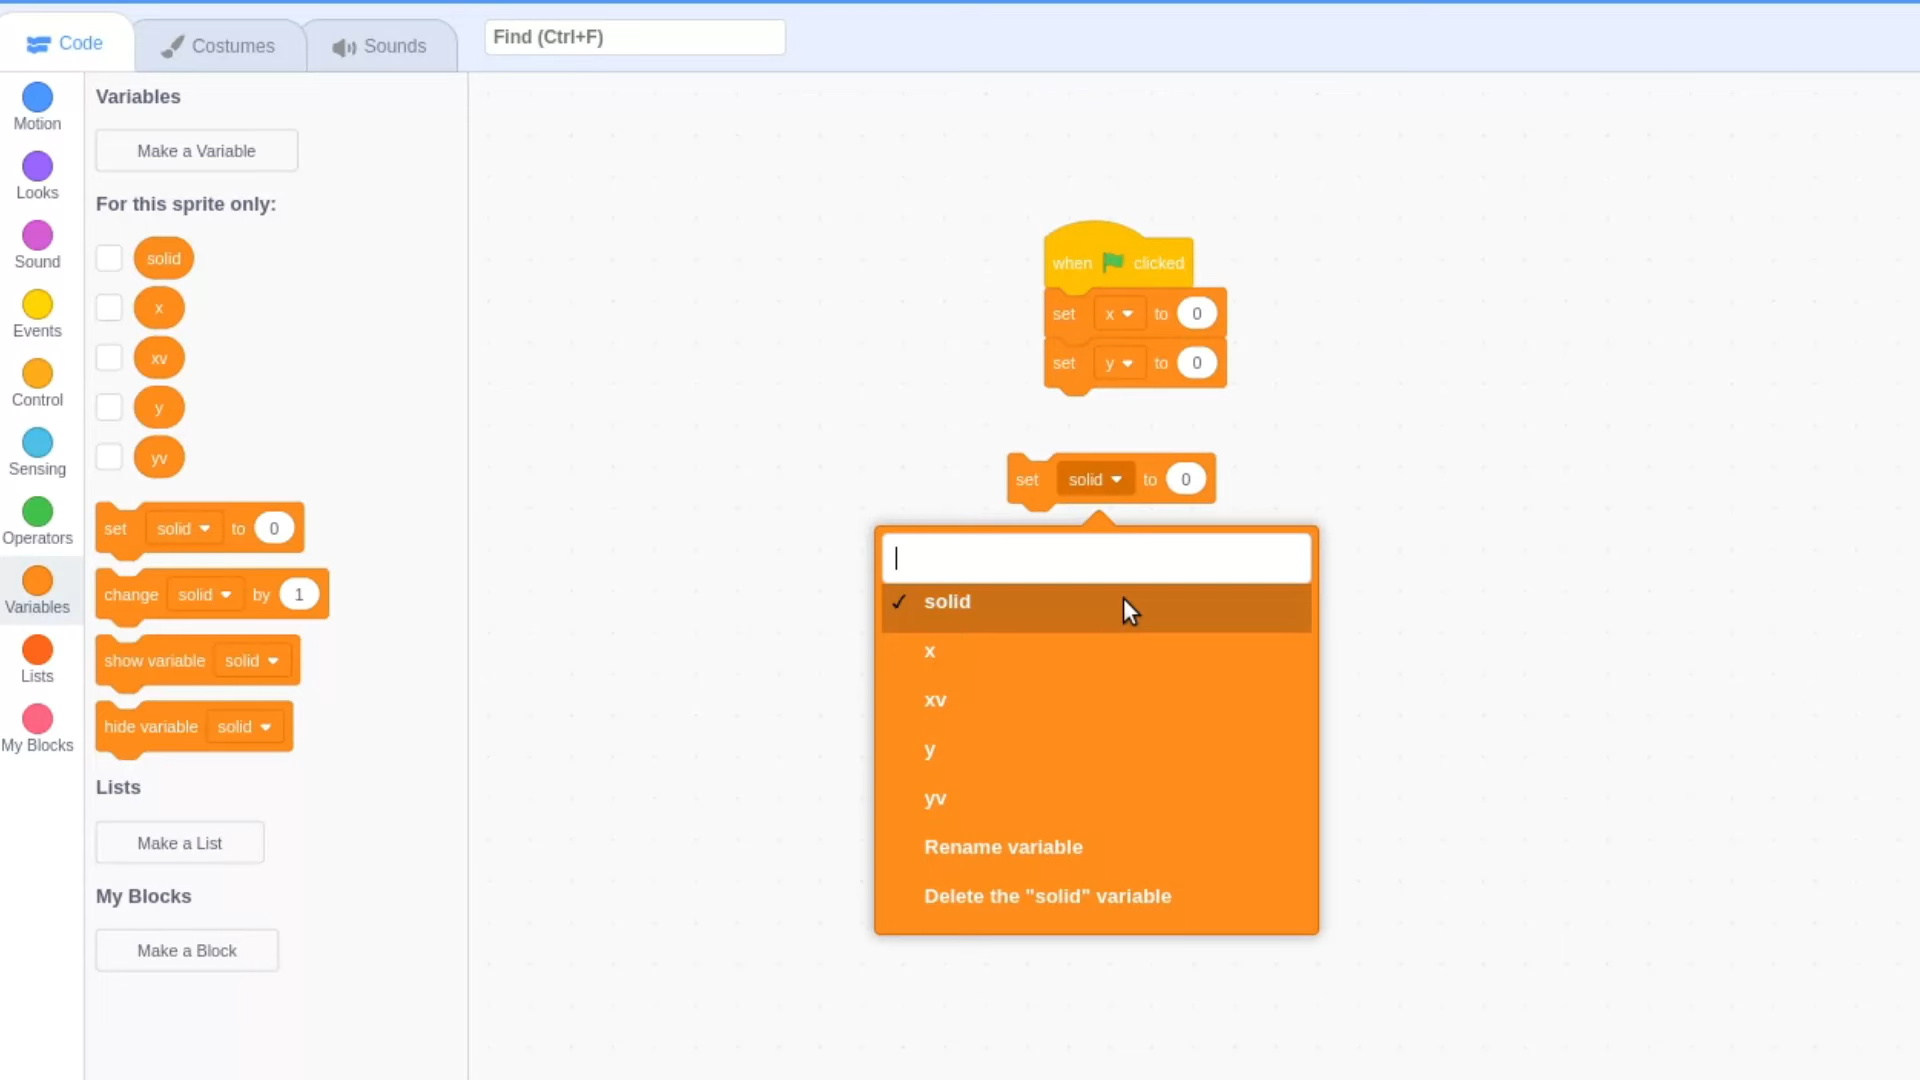 Code
Costumes
Sounds
Find (Ctrl+F)
Motion
Looks
Sound
Events
Control
Sensing
Operators
Variables
Lists
My Blocks
Variables
Make a Variable
For this sprite only:
solid
x
xv
y
yv
set solid to 0
change solid by 1
show variable solid
hide variable solid
Lists
Make a List
My Blocks
Make a Block
when clicked
set x to 0
set y to 0
set solid to 0
✓ solid
x
xv
y
yv
Rename variable
Delete the "solid" variable